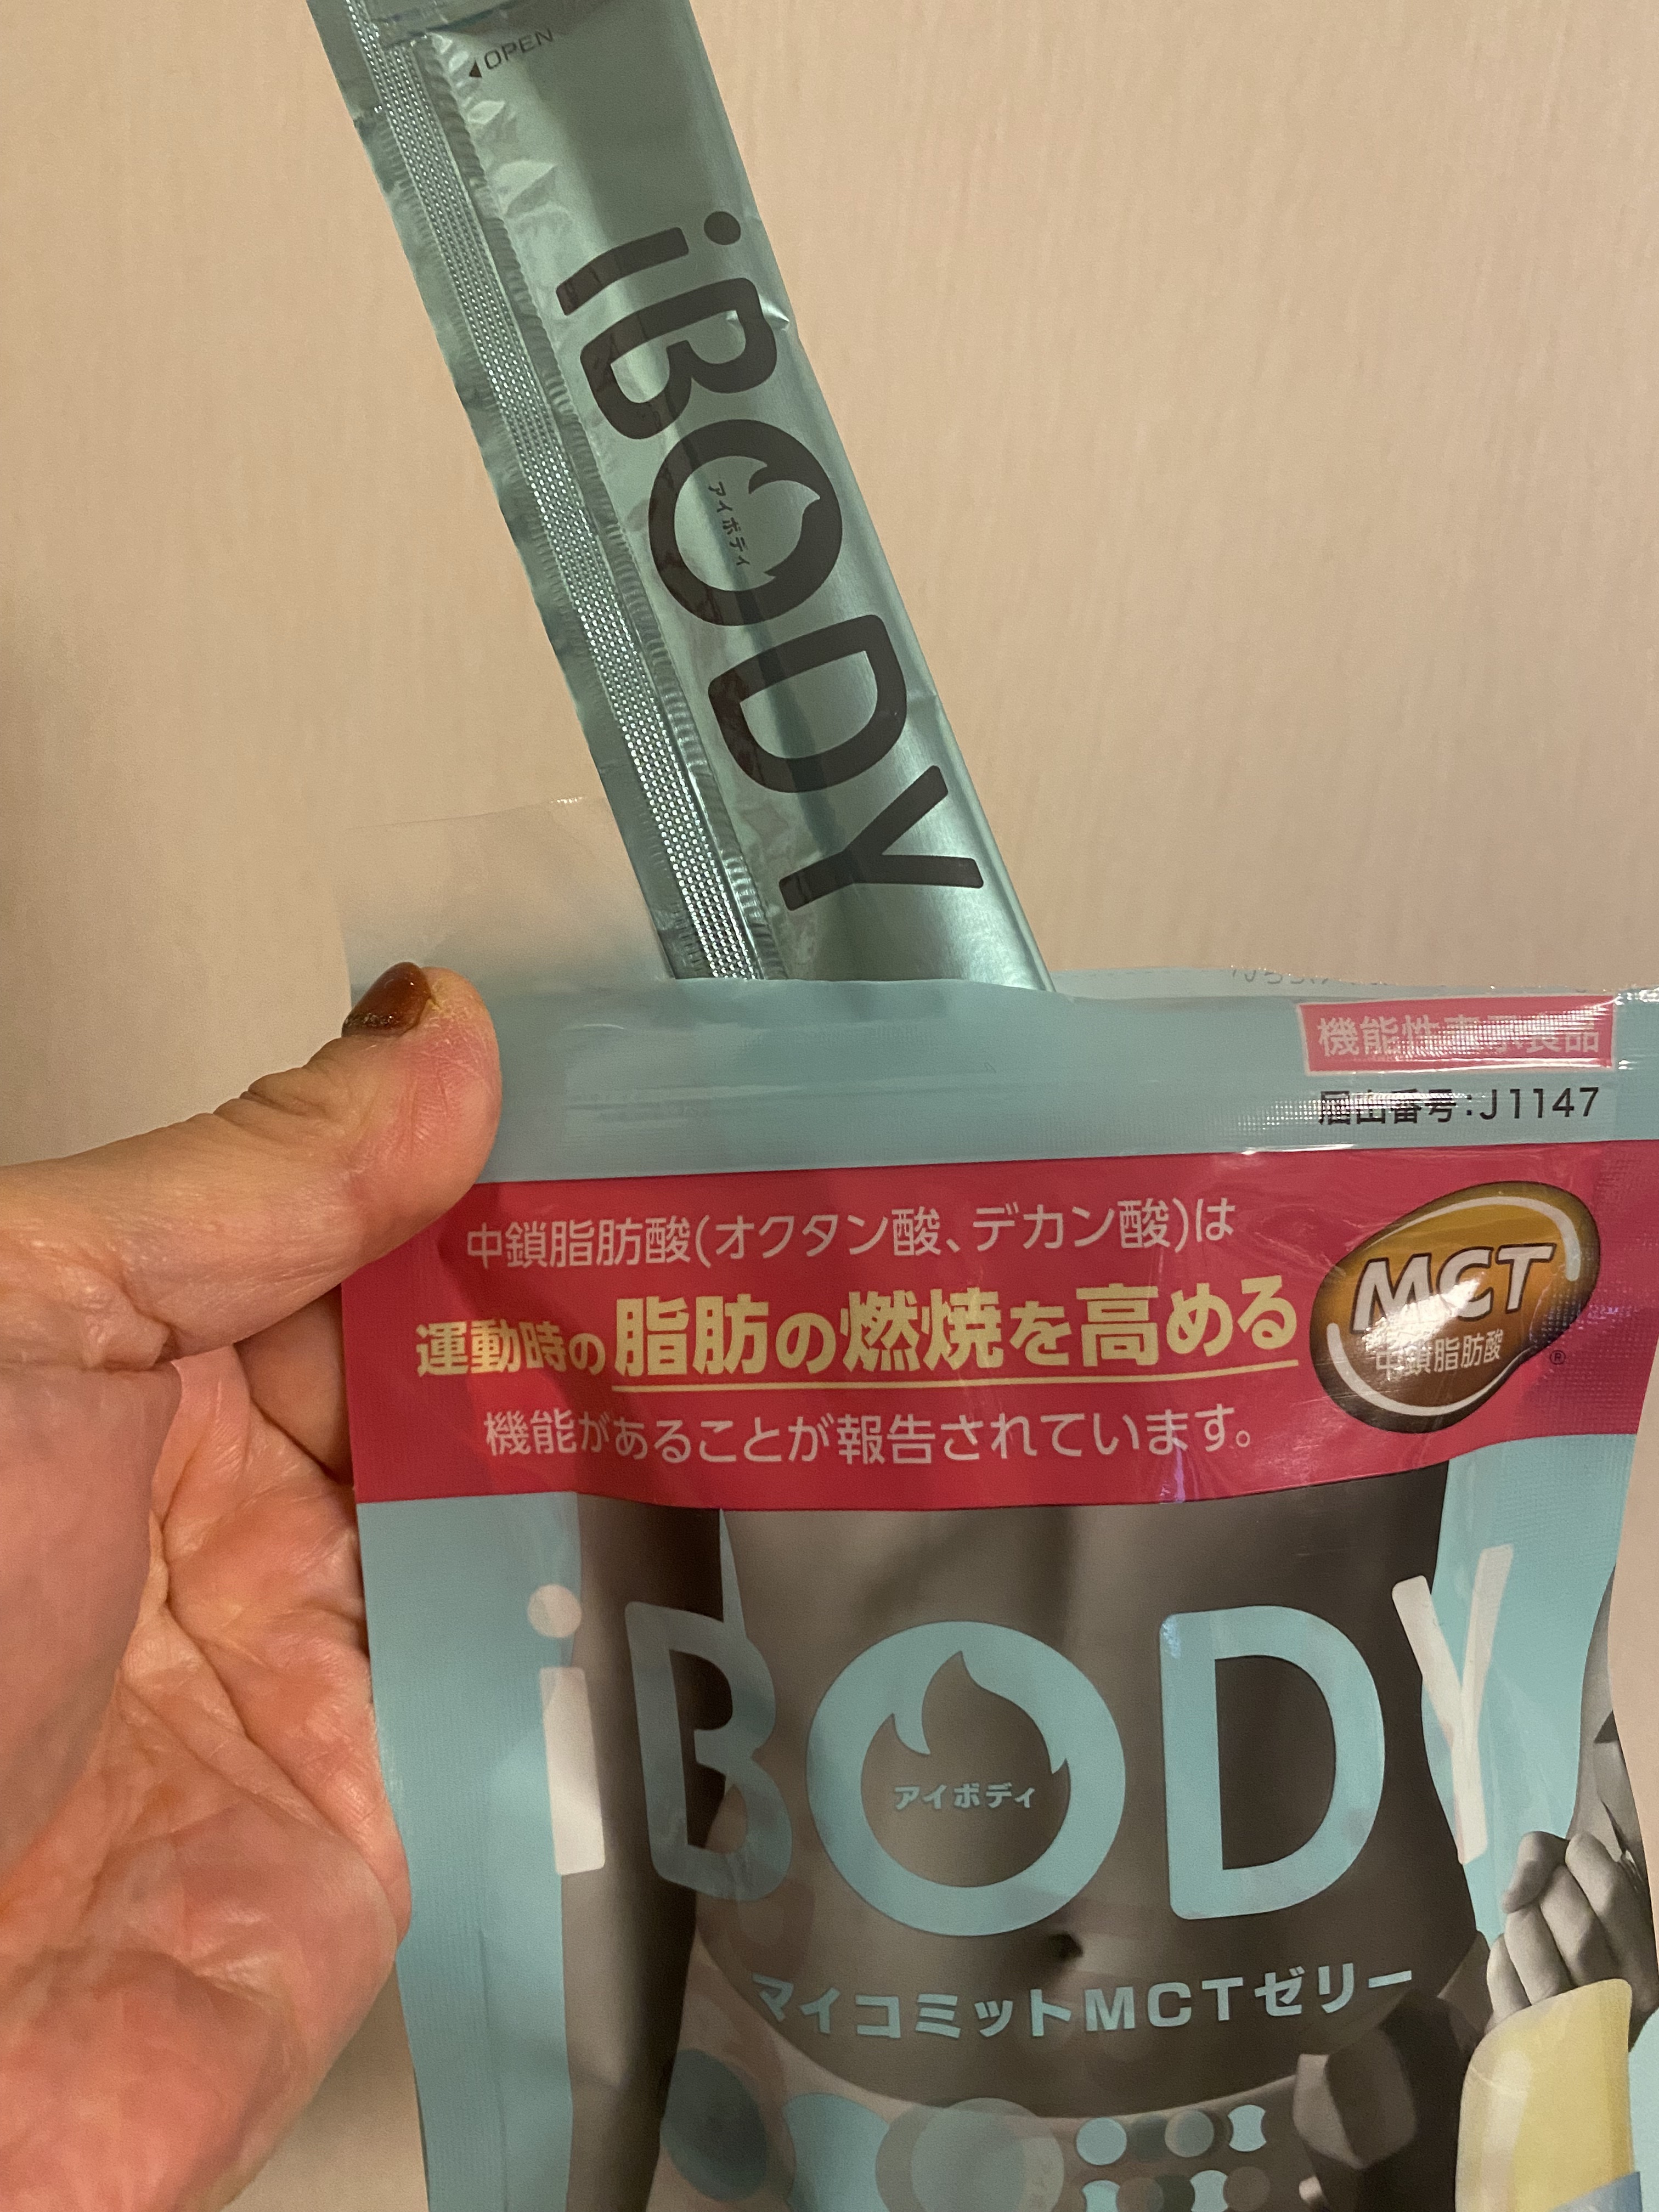 OPEN
iBODY
アイボディ
機能性表示食品
届出番号:J1147
中鎖脂肪酸(オクタン酸、デカン酸)は
運動時の脂肪の燃焼を高める
機能があることが報告されています。
MCT
中鎖脂肪酸
®
iBODY
アイボディ
マイコミットMCTゼリー